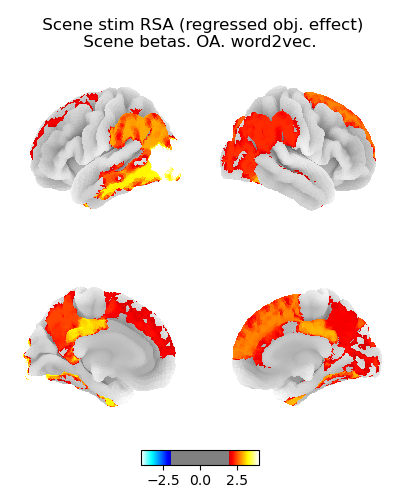 Scene stim RSA (regressed obj. effect)
Scene betas. OA. word2vec.
−2.5 0.0 2.5